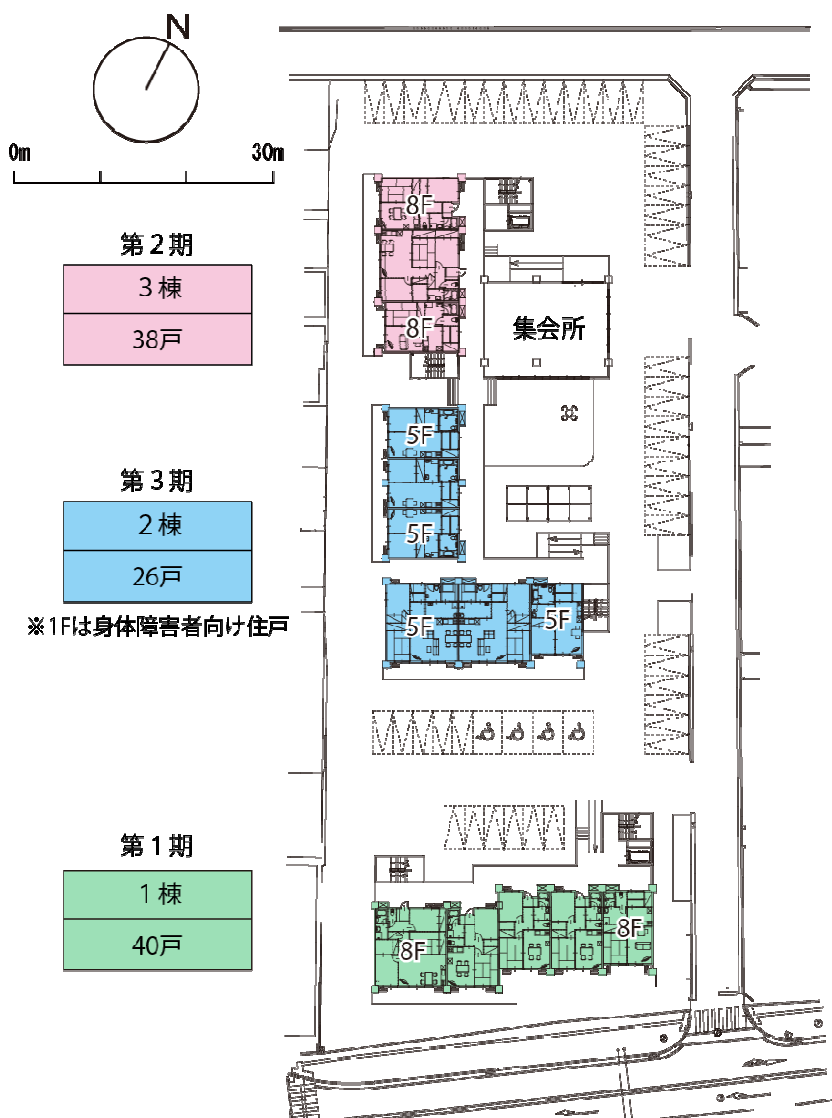 N
0m 30m
第2期
3棟
38戸
8F
8F
集会所
第3期
2棟
26戸
※1Fは身体障害者向け住戸
5F
5F
5F
5F
第1期
1棟
40戸
8F
8F